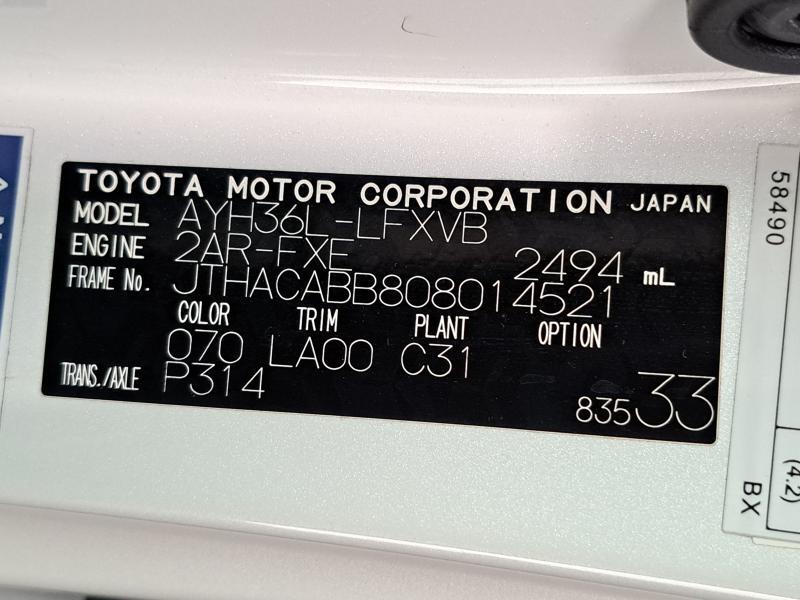 TOYOTA MOTOR CORPORATION JAPAN
MODEL AYH36L-LFXVB
ENGINE 2AR-FXE 2494 mL
FRAME No. JTHACABB808014521
COLOR TRIM PLANT OPTION
070 LA00 C31
TRANS./AXLE P314
83533
58490
(4.2)
BX